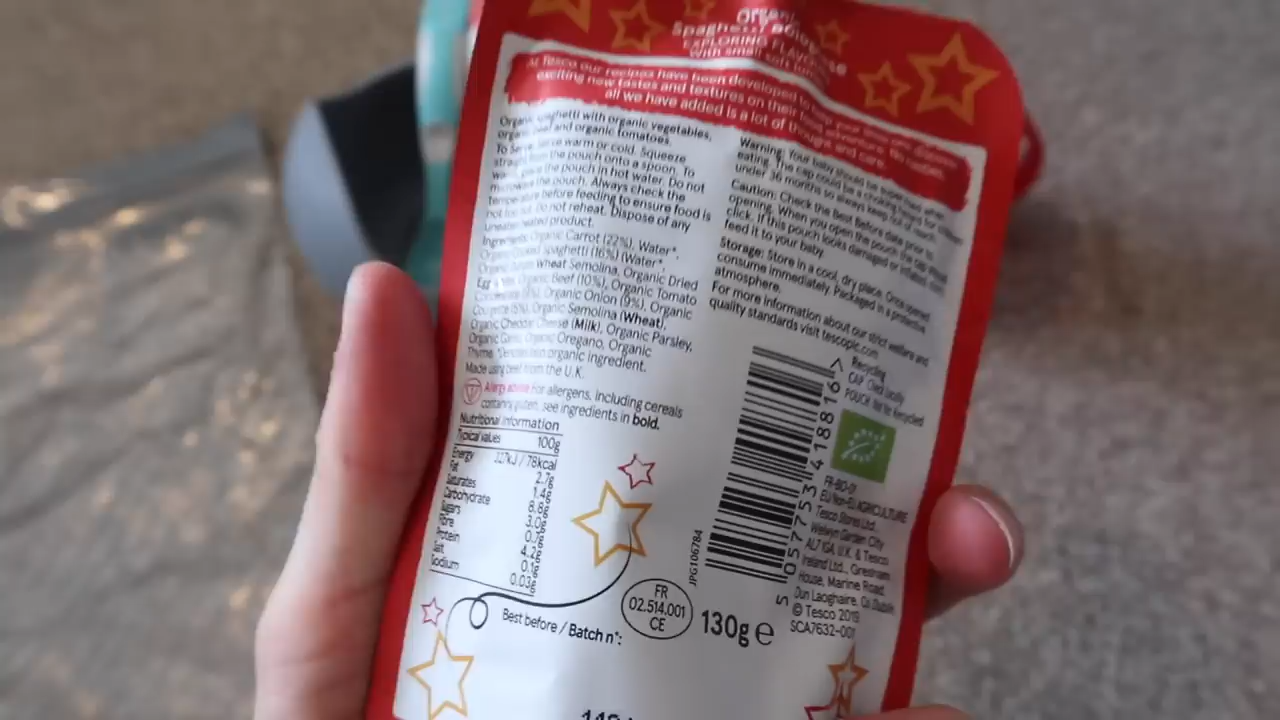 Organic
Spaghetti Bolognese
EXPLORING FLAVOURS
with small soft
At Tesco our recipes have been developed to help your
exciting new tastes and textures on their food adventure. No
all we have added is a lot of thought and care.
Organic spaghetti with organic vegetables,
organic beef and organic tomatoes.
To Serve: Serve warm or cold. Squeeze
straight from the pouch onto a spoon. To
warm, place the pouch in hot water. Do not
microwave the pouch. Always check the
temperature before feeding to ensure food is
not too hot. Do not reheat. Dispose of any
uneaten heated product.
Ingredients: Organic Carrot (22%), Water*,
Organic Cooked Spaghetti (16%) (Water*,
Organic Durum Wheat Semolina, Organic Dried
Egg Organic Beef (10%), Organic Tomato
Concentrate Organic Onion (9%), Organic
Courgette (5%), Organic Semolina (Wheat),
Organic Cheddar Cheese (Milk), Organic Parsley,
Organic Garlic, Organic Oregano, Organic
Thyme. *Denotes non organic ingredient.
Made using beef from the U.K.
Allergy advice For allergens, including cereals
containing gluten, see ingredients in bold.
Nutritional information
Typical values 100g
Energy 327kJ / 78kcal
Fat 2.7g
Saturates 1.4g
Carbohydrate 8.8g
Sugars 3.0g
Fibre 0.7g
Protein 4.2g
Salt 0.1g
Sodium 0.03g
Best before / Batch n°:
Warning: Your baby should be supervised when
eating. The cap could be a choking hazard for children
under 36 months so always keep out of reach.
Caution: Check the Best Before date prior to
opening. When you open the pouch the cap should
click. If this pouch looks damaged or inflated, don't
feed it to your baby.
Storage: Store in a cool, dry place. Once opened
consume immediately. Packaged in a protective
atmosphere.
For more information about our strict welfare and
quality standards visit tescoplc.com
Recycling
CAP Check Locally
POUCH Not Yet Recycled
5 057753 418816 >
JPG106784
FR-BIO-01
EU/Non-EU AGRICULTURE
Tesco Stores Ltd.,
Welwyn Garden City
AL7 1GA, U.K. & Tesco
Ireland Ltd., Gresham
House, Marine Road,
Dun Laoghaire, Co. Dublin.
© Tesco 2019
SCA7632-001
FR
02.514.001
CE
130g e